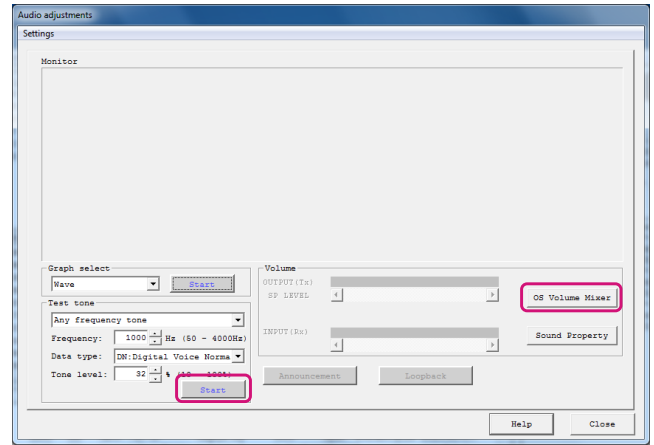 Audio adjustments
Settings
Monitor
Graph select
Wave
Start
Test tone
Any frequency tone
Frequency: 1000 Hz (50 - 4000Hz)
Data type: DN:Digital Voice Norma
Tone level: 32 % (10 - 100%)
Start
Volume
OUTPUT(Tx)
SP LEVEL
INPUT(Rx)
OS Volume Mixer
Sound Property
Announcement
Loopback
Help
Close